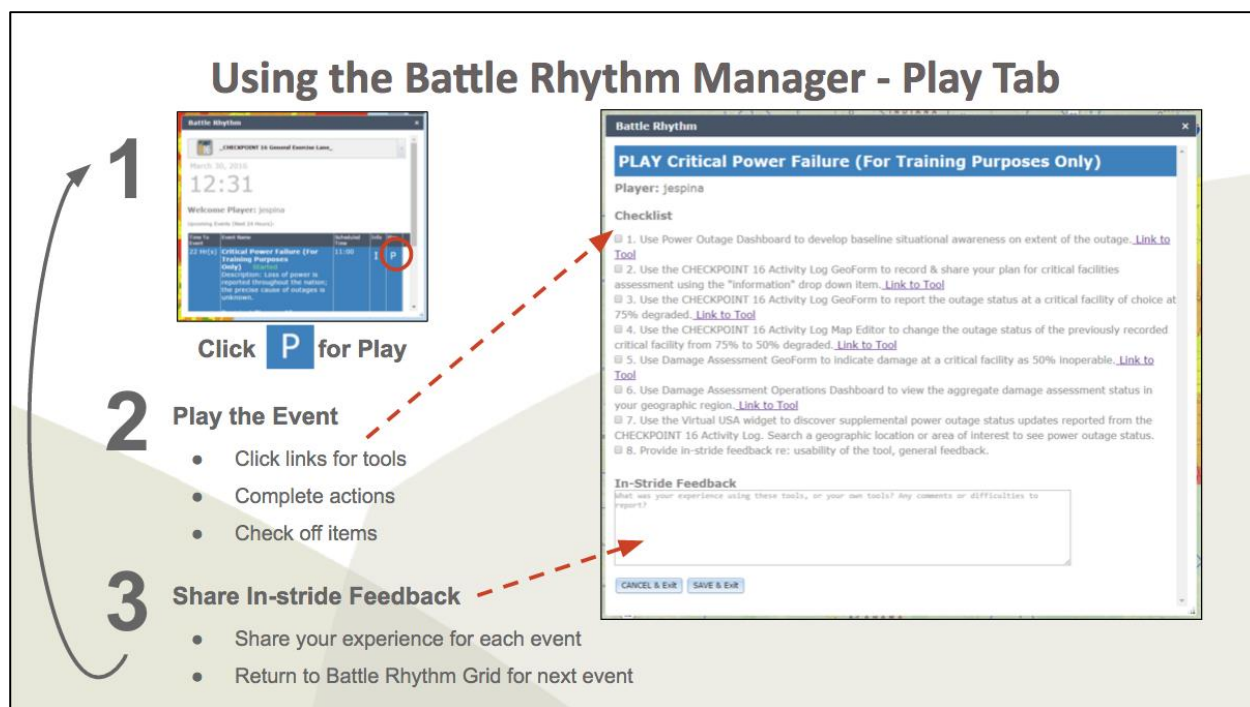 Using the Battle Rhythm Manager - Play Tab
1
Battle Rhythm
_CHECKPOINT 16 General Exercise Lane_
March 30, 2016
12:31
Welcome Player: jespina
Upcoming Events (Next 24 Hours):
Time To Event Event Name Scheduled Time Info
22 Hr(s) Critical Power Failure (For 11:00 I P
Training Purposes
Only) Started
Description: Loss of power is
reported throughout the nation;
the precise cause of outages is
unknown.
Click P for Play
2 Play the Event
● Click links for tools
● Complete actions
● Check off items
3 Share In-stride Feedback
● Share your experience for each event
● Return to Battle Rhythm Grid for next event
Battle Rhythm ×
PLAY Critical Power Failure (For Training Purposes Only)
Player: jespina
Checklist
1. Use Power Outage Dashboard to develop baseline situational awareness on extent of the outage. Link to
Tool
2. Use the CHECKPOINT 16 Activity Log GeoForm to record & share your plan for critical facilities
assessment using the "information" drop down item. Link to Tool
3. Use the CHECKPOINT 16 Activity Log GeoForm to report the outage status at a critical facility of choice at
75% degraded. Link to Tool
4. Use the CHECKPOINT 16 Activity Log Map Editor to change the outage status of the previously recorded
critical facility from 75% to 50% degraded. Link to Tool
5. Use Damage Assessment GeoForm to indicate damage at a critical facility as 50% inoperable. Link to
Tool
6. Use Damage Assessment Operations Dashboard to view the aggregate damage assessment status in
your geographic region. Link to Tool
7. Use the Virtual USA widget to discover supplemental power outage status updates reported from the
CHECKPOINT 16 Activity Log. Search a geographic location or area of interest to see power outage status.
8. Provide in-stride feedback re: usability of the tool, general feedback.
In-Stride Feedback
What was your experience using these tools, or your own tools? Any comments or difficulties to
report?
CANCEL & Exit SAVE & Exit